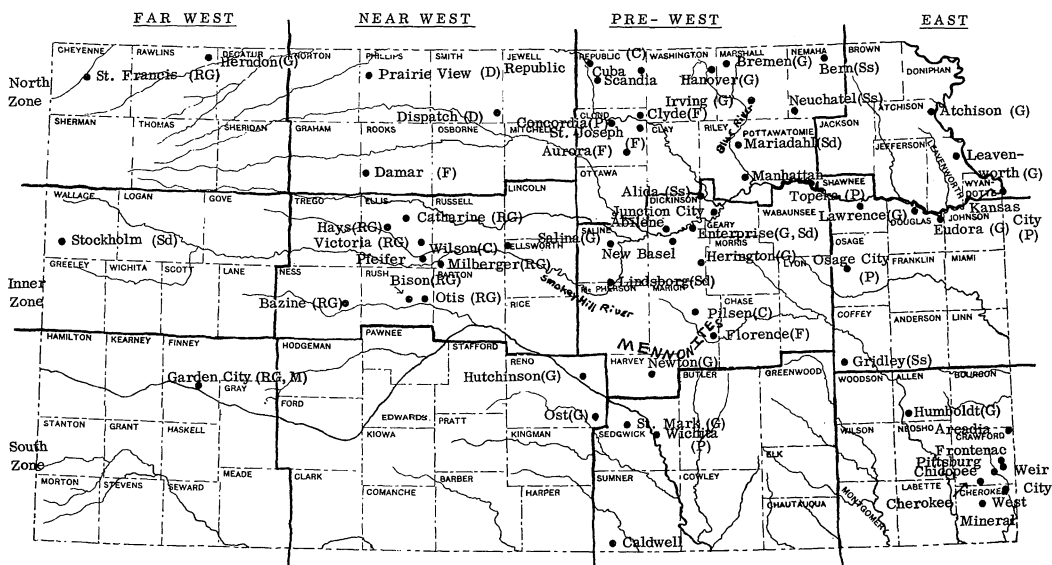 FAR WEST NEAR WEST PRE- WEST EAST
CHEYENNE RAWLINS DECATUR NORTON PHILLIPS SMITH JEWELL REPUBLIC (C) WASHINGTON MARSHALL NEMAHA BROWN
Herndon(G) Republic Bremen(G) Bern(Ss) DONIPHAN
North Zone
St. Francis (RG) Prairie View (D) Cuba Scandia Hanover(G)
Irving (G) Neuchatel(Ss) ATCHISON Atchison (G)
Dispatch (D) CLOUD Clyde(F)
Concordia(P)
SHERMAN THOMAS SHERIDAN GRAHAM ROOKS OSBORNE MITCHELL St. Joseph (F) CLAY RILEY Blue River POTTAWATOMIE JACKSON JEFFERSON LEAVENWORTH
Aurora(F) Mariadahl(Sd) Leaven-
worth (G)
Damar (F) OTTAWA Manhattan SHAWNEE WYAN-
DOTTE
LINCOLN Alida (Ss) DICKINSON Topeka (P)
WALLACE LOGAN GOVE TREGO ELLIS RUSSELL Junction City WABAUNSEE Kansas
City
(P)
Catharine (RG) Abilene GEARY Lawrence(G) DOUGLAS JOHNSON
Hays(RG) SALINE Enterprise(G, Sd) Eudora (G)
Stockholm (Sd) Victoria (RG) Wilson(C) ELLSWORTH Salina(G) MORRIS OSAGE
Pfeifer Milberger(RG) New Basel Osage City
(P)
GREELEY WICHITA SCOTT LANE NESS RUSH BARTON Herington(G) LYON FRANKLIN MIAMI
Inner
Zone
Bison(RG) Smokey Hill River Mc PHERSON Lindsborg(Sd) MARION
Bazine (RG) Otis (RG) RICE CHASE COFFEY ANDERSON LINN
Pilsen(C)
PAWNEE MENNONITES Florence(F)
HAMILTON KEARNEY FINNEY HODGEMAN STAFFORD RENO HARVEY Newton(G) BUTLER GREENWOOD Gridley(Ss)
Garden City (RG, M) GRAY Hutchinson(G) WOODSON ALLEN BOURBON
FORD EDWARDS PRATT Ost(G) St. Mark (G) Humboldt(G)
STANTON GRANT HASKELL KIOWA KINGMAN SEDGWICK Wichita
(P) WILSON NEOSHO Arcadia
CRAWFORD
South
Zone
ELK Frontenac
Pittsburg
Chicopee Weir
City
MORTON STEVENS SEWARD MEADE CLARK COMANCHE BARBER HARPER SUMNER COWLEY CHAUTAUQUA MONTGOMERY LABETTE CHEROKEE
Cherokee West
Mineral
Caldwell